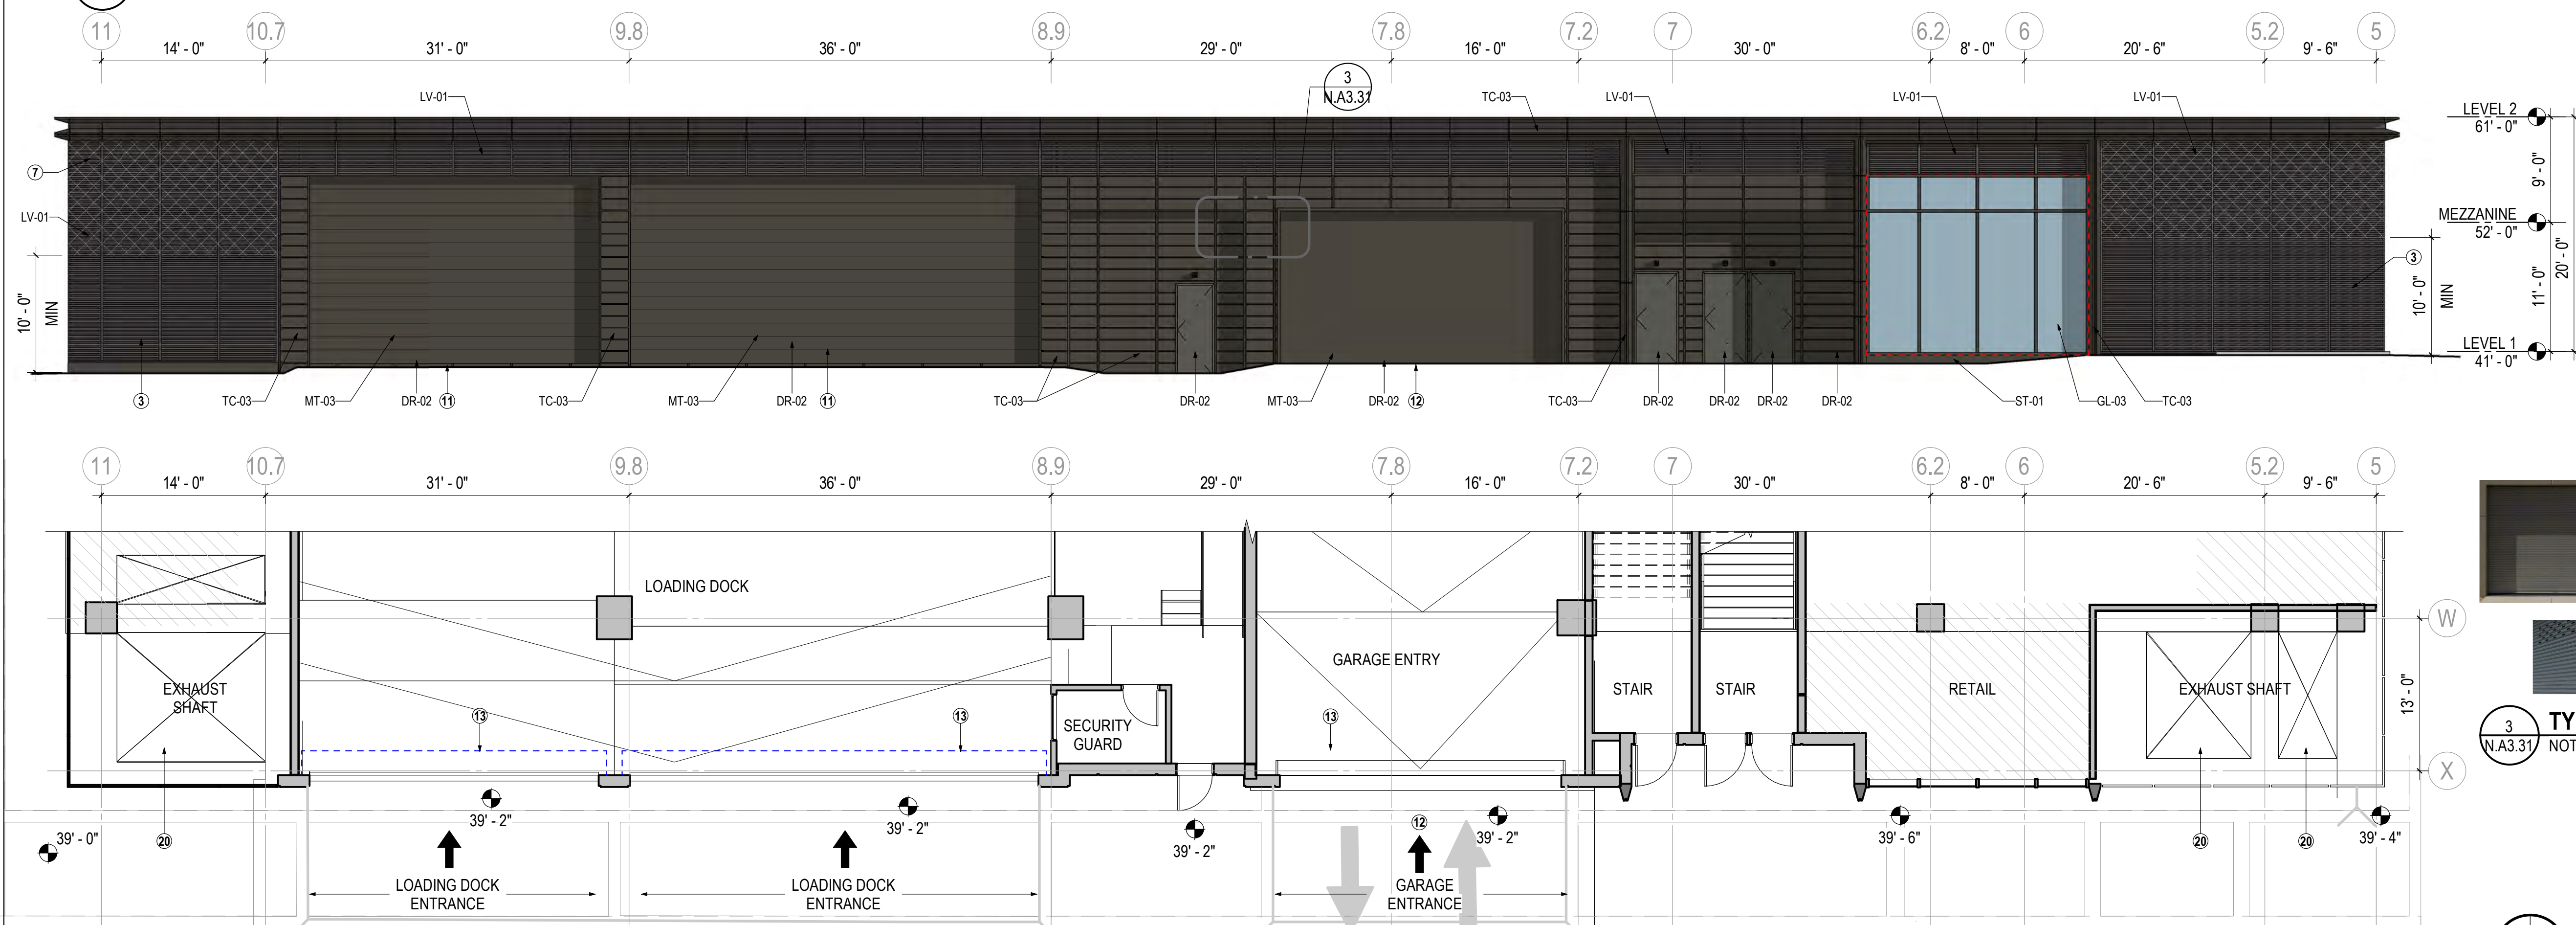 11 10.7 9.8 8.9 7.8 7.2 7 6.2 6 5.2 5
14' - 0" 31' - 0" 36' - 0" 29' - 0" 16' - 0" 30' - 0" 8' - 0" 20' - 6" 9' - 6"
3
N.A3.31
LV-01 TC-03 LV-01 LV-01 LV-01
LEVEL 2
61' - 0"
7
9' - 0"
LV-01
MEZZANINE
52' - 0"
20' - 0"
3
10' - 0"
MIN
10' - 0"
MIN
11' - 0"
LEVEL 1
41' - 0"
3 TC-03 MT-03 DR-02 11 TC-03 MT-03 DR-02 11 TC-03 DR-02 MT-03 DR-02 12 TC-03 DR-02 DR-02 DR-02 DR-02 ST-01 GL-03 TC-03
11 10.7 9.8 8.9 7.8 7.2 7 6.2 6 5.2 5
14' - 0" 31' - 0" 36' - 0" 29' - 0" 16' - 0" 30' - 0" 8' - 0" 20' - 6" 9' - 6"
LOADING DOCK
W
GARAGE ENTRY
EXHAUST
SHAFT
STAIR STAIR RETAIL EXHAUST SHAFT
13' - 0"
13 13 13
SECURITY
GUARD
3
N.A3.31
TY
NOT
X
39' - 0"
20
39' - 2"
39' - 2"
39' - 2"
12
39' - 2"
39' - 6"
20
20
39' - 4"
LOADING DOCK
ENTRANCE
LOADING DOCK
ENTRANCE
GARAGE
ENTRANCE